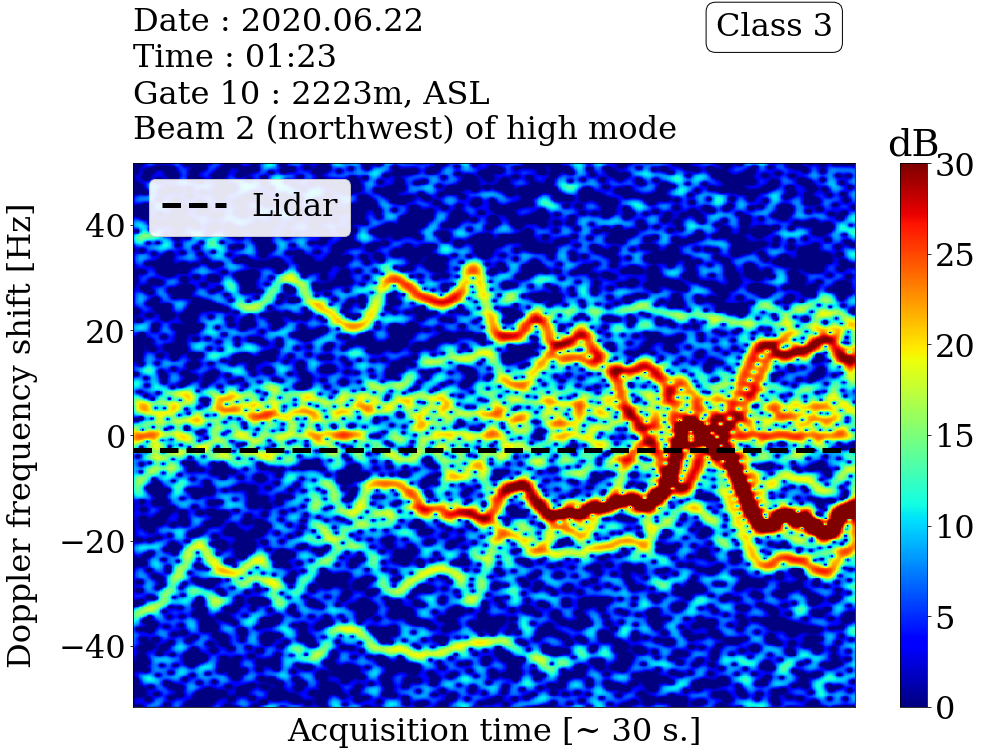 Date : 2020.06.22
Time : 01:23
Gate 10 : 2223m, ASL
Beam 2 (northwest) of high mode
Class 3
dB
Lidar
Doppler frequency shift [Hz]
40
20
0
−20
−40
30
25
20
15
10
5
0
Acquisition time [~ 30 s.]